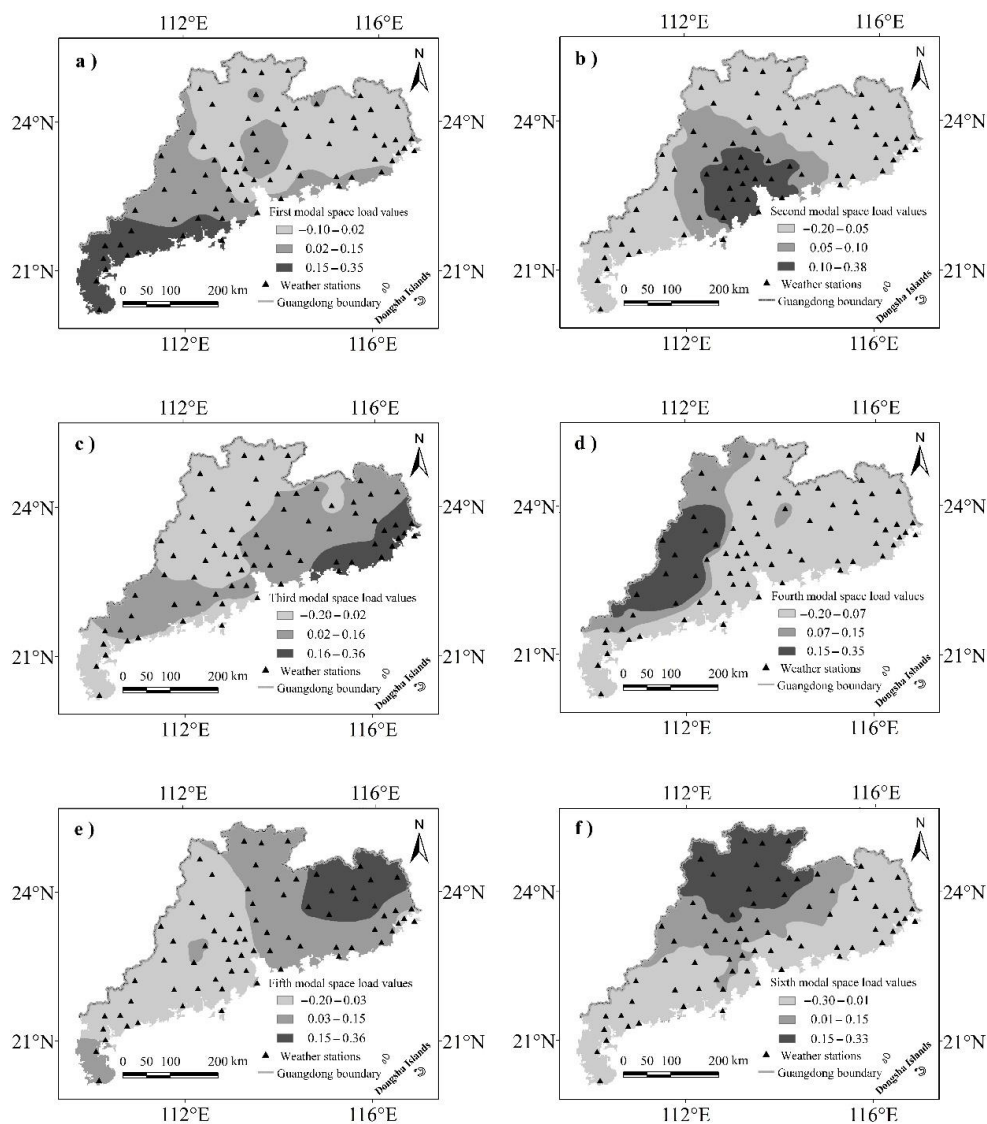 112°E 116°E
a )
N
24°N 24°N
First modal space load values
−0.10−0.02
0.02−0.15
0.15−0.35
21°N 21°N
Weather stations
0 50 100 200 km
Guangdong boundary
Dongsha Islands
112°E 116°E
112°E 116°E
b )
N
24°N 24°N
Second modal space load values
−0.20−0.05
0.05−0.10
0.10−0.38
21°N 21°N
Weather stations
0 50 100 200 km
Guangdong boundary
Dongsha Islands
112°E 116°E
112°E 116°E
c )
N
24°N 24°N
Third modal space load values
−0.20−0.02
0.02−0.16
0.16−0.36
21°N 21°N
Weather stations
0 50 100 200 km
Guangdong boundary
Dongsha Islands
112°E 116°E
112°E 116°E
d )
N
24°N 24°N
Fourth modal space load values
−0.20−0.07
0.07−0.15
0.15−0.35
21°N 21°N
Weather stations
0 50 100 200 km
Guangdong boundary
Dongsha Islands
112°E 116°E
112°E 116°E
e )
N
24°N 24°N
Fifth modal space load values
−0.20−0.03
0.03−0.15
0.15−0.36
21°N 21°N
Weather stations
0 50 100 200 km
Guangdong boundary
Dongsha Islands
112°E 116°E
112°E 116°E
f )
N
24°N 24°N
Sixth modal space load values
−0.30−0.01
0.01−0.15
0.15−0.33
21°N 21°N
Weather stations
0 50 100 200 km
Guangdong boundary
Dongsha Islands
112°E 116°E